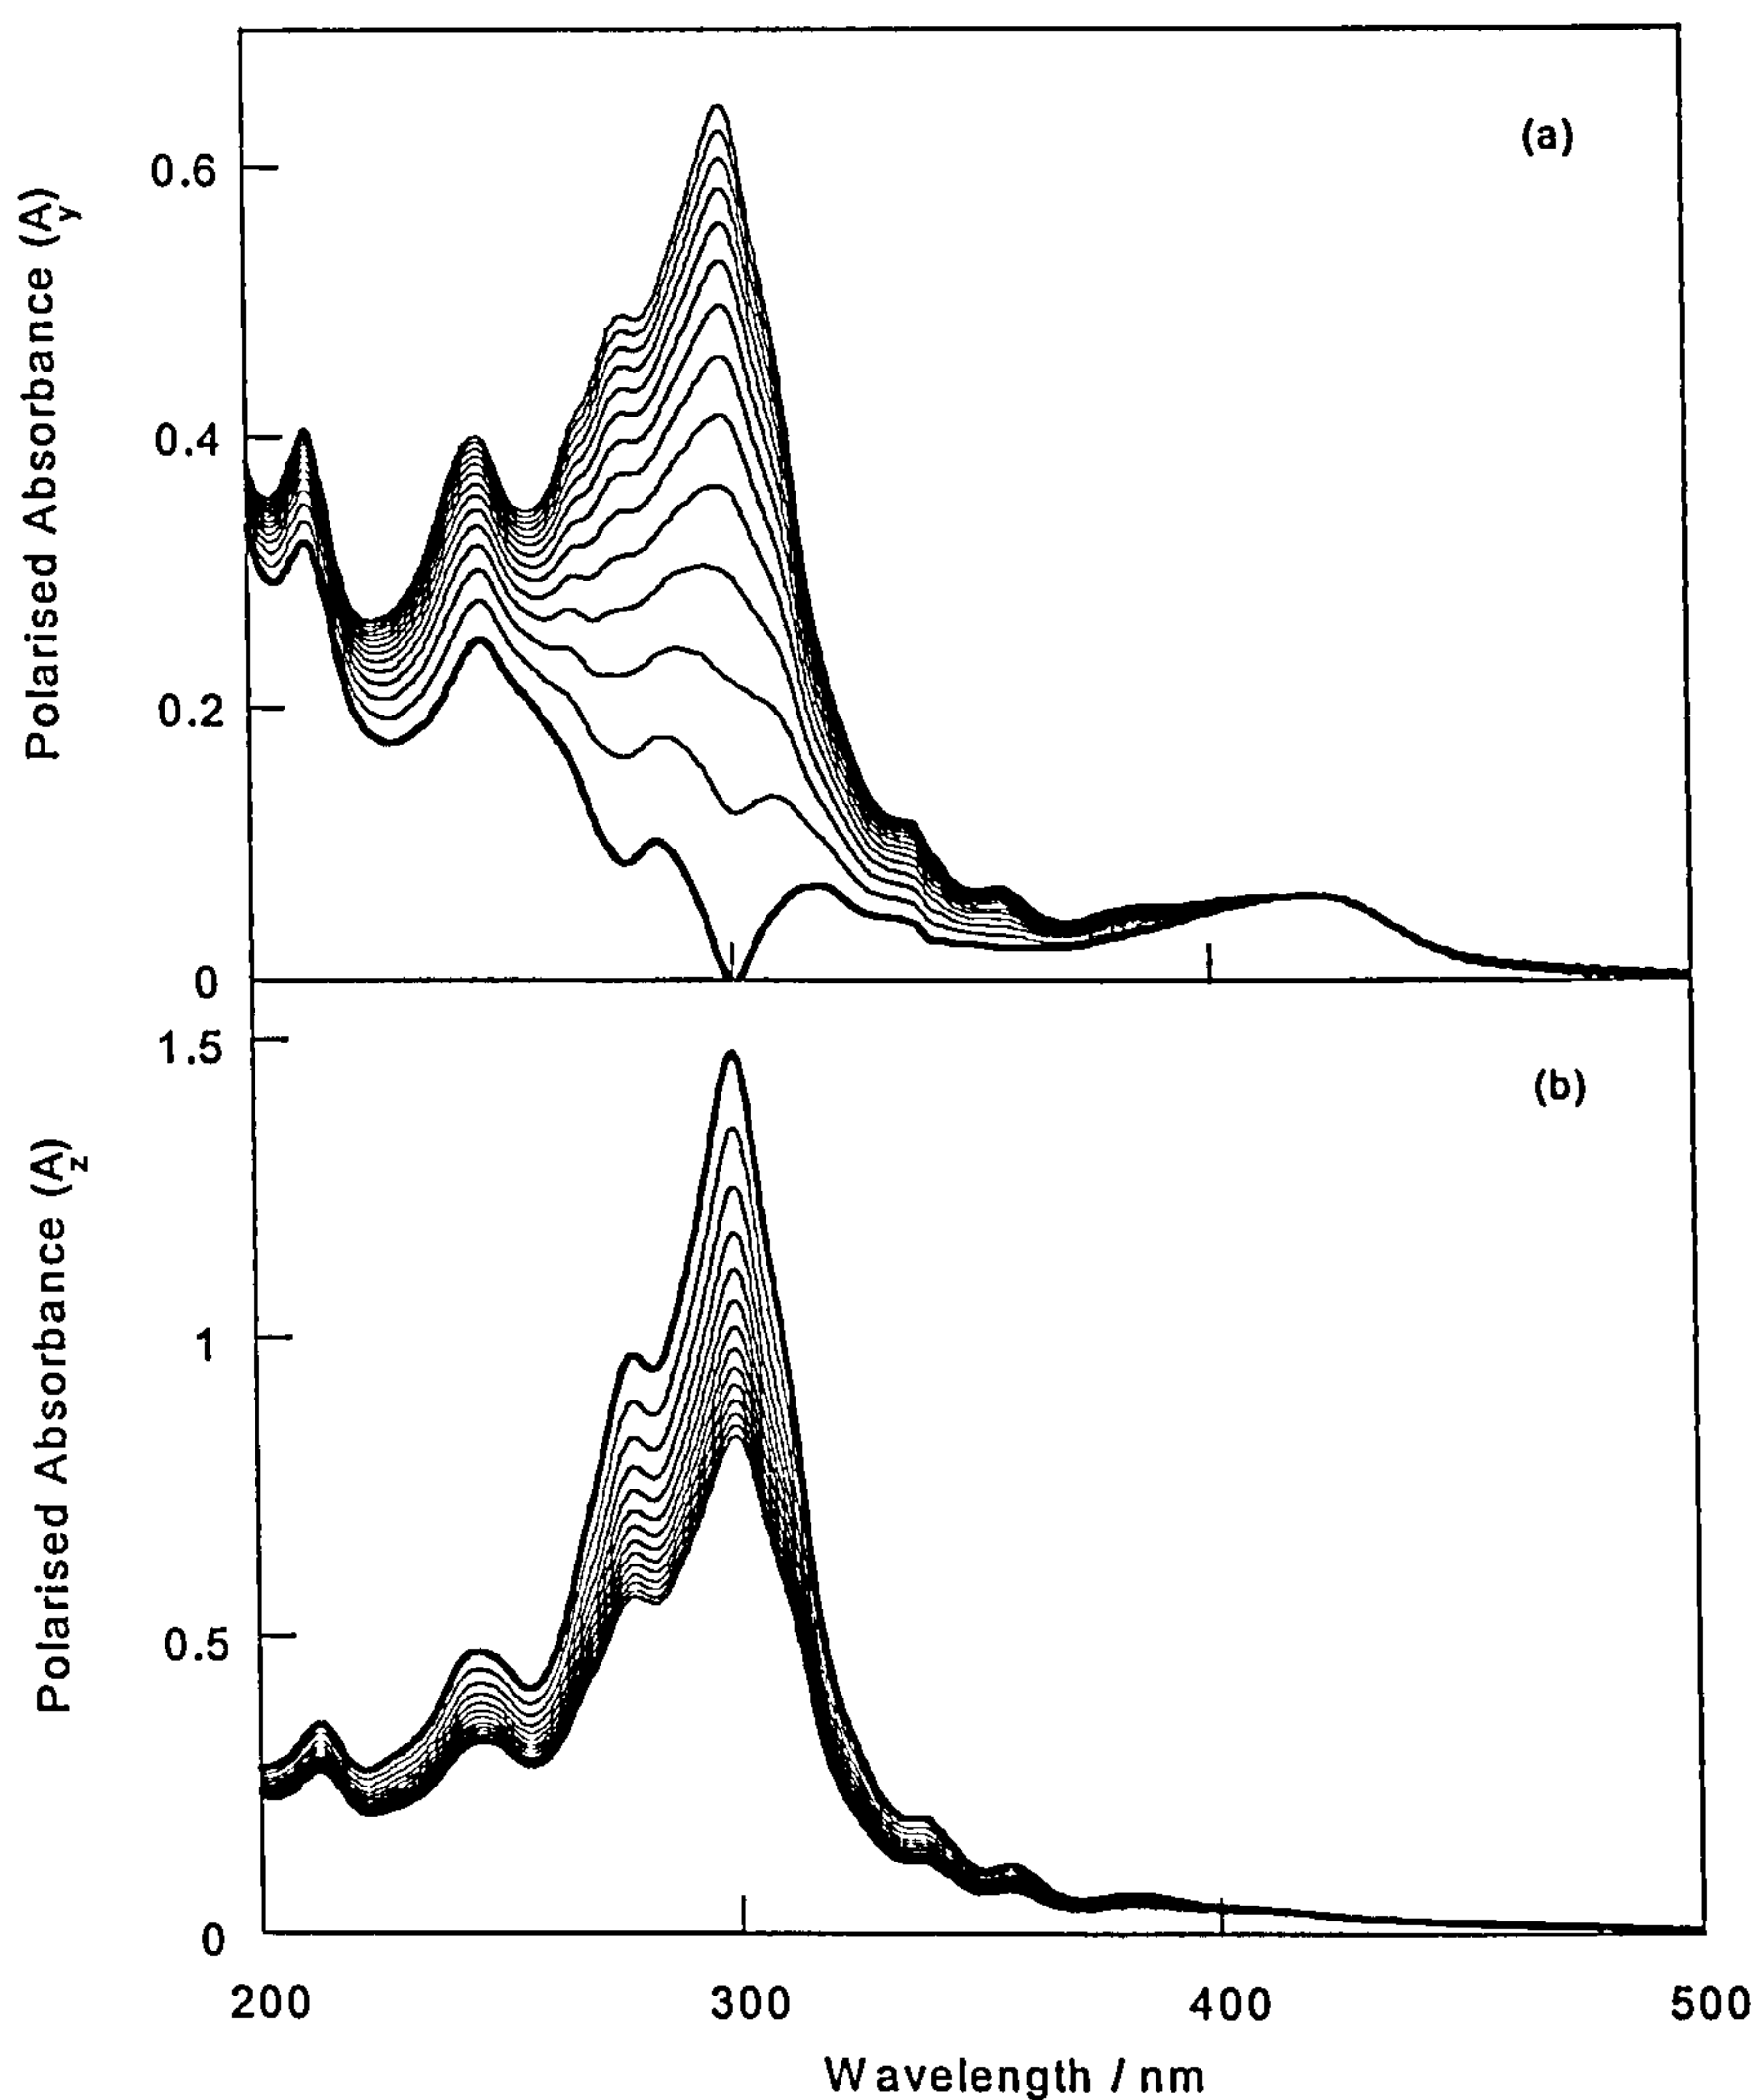 (a)
Polarised Absorbance (Ay)
0.6
0.4
0.2
0
(b)
Polarised Absorbance (Az)
1.5
1
0.5
0
200 300 400 500
Wavelength / nm